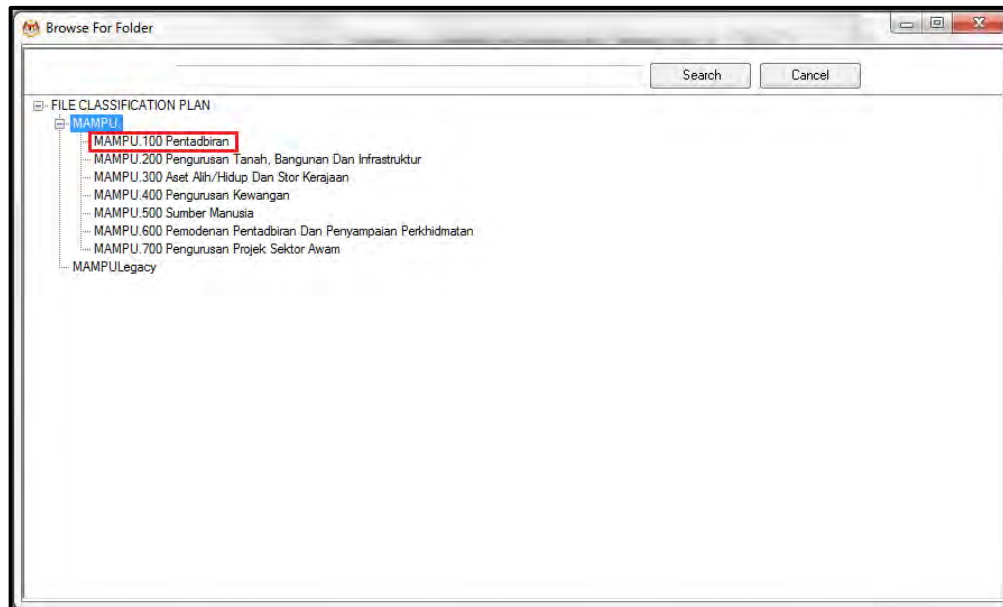 Browse For Folder
Search Cancel
FILE CLASSIFICATION PLAN
MAMPU.
MAMPU.100 Pentadbiran
MAMPU.200 Pengurusan Tanah, Bangunan Dan Infrastruktur
MAMPU.300 Aset Alih/Hidup Dan Stor Kerajaan
MAMPU.400 Pengurusan Kewangan
MAMPU.500 Sumber Manusia
MAMPU.600 Pemodenan Pentadbiran Dan Penyampaian Perkhidmatan
MAMPU.700 Pengurusan Projek Sektor Awam
MAMPULegacy